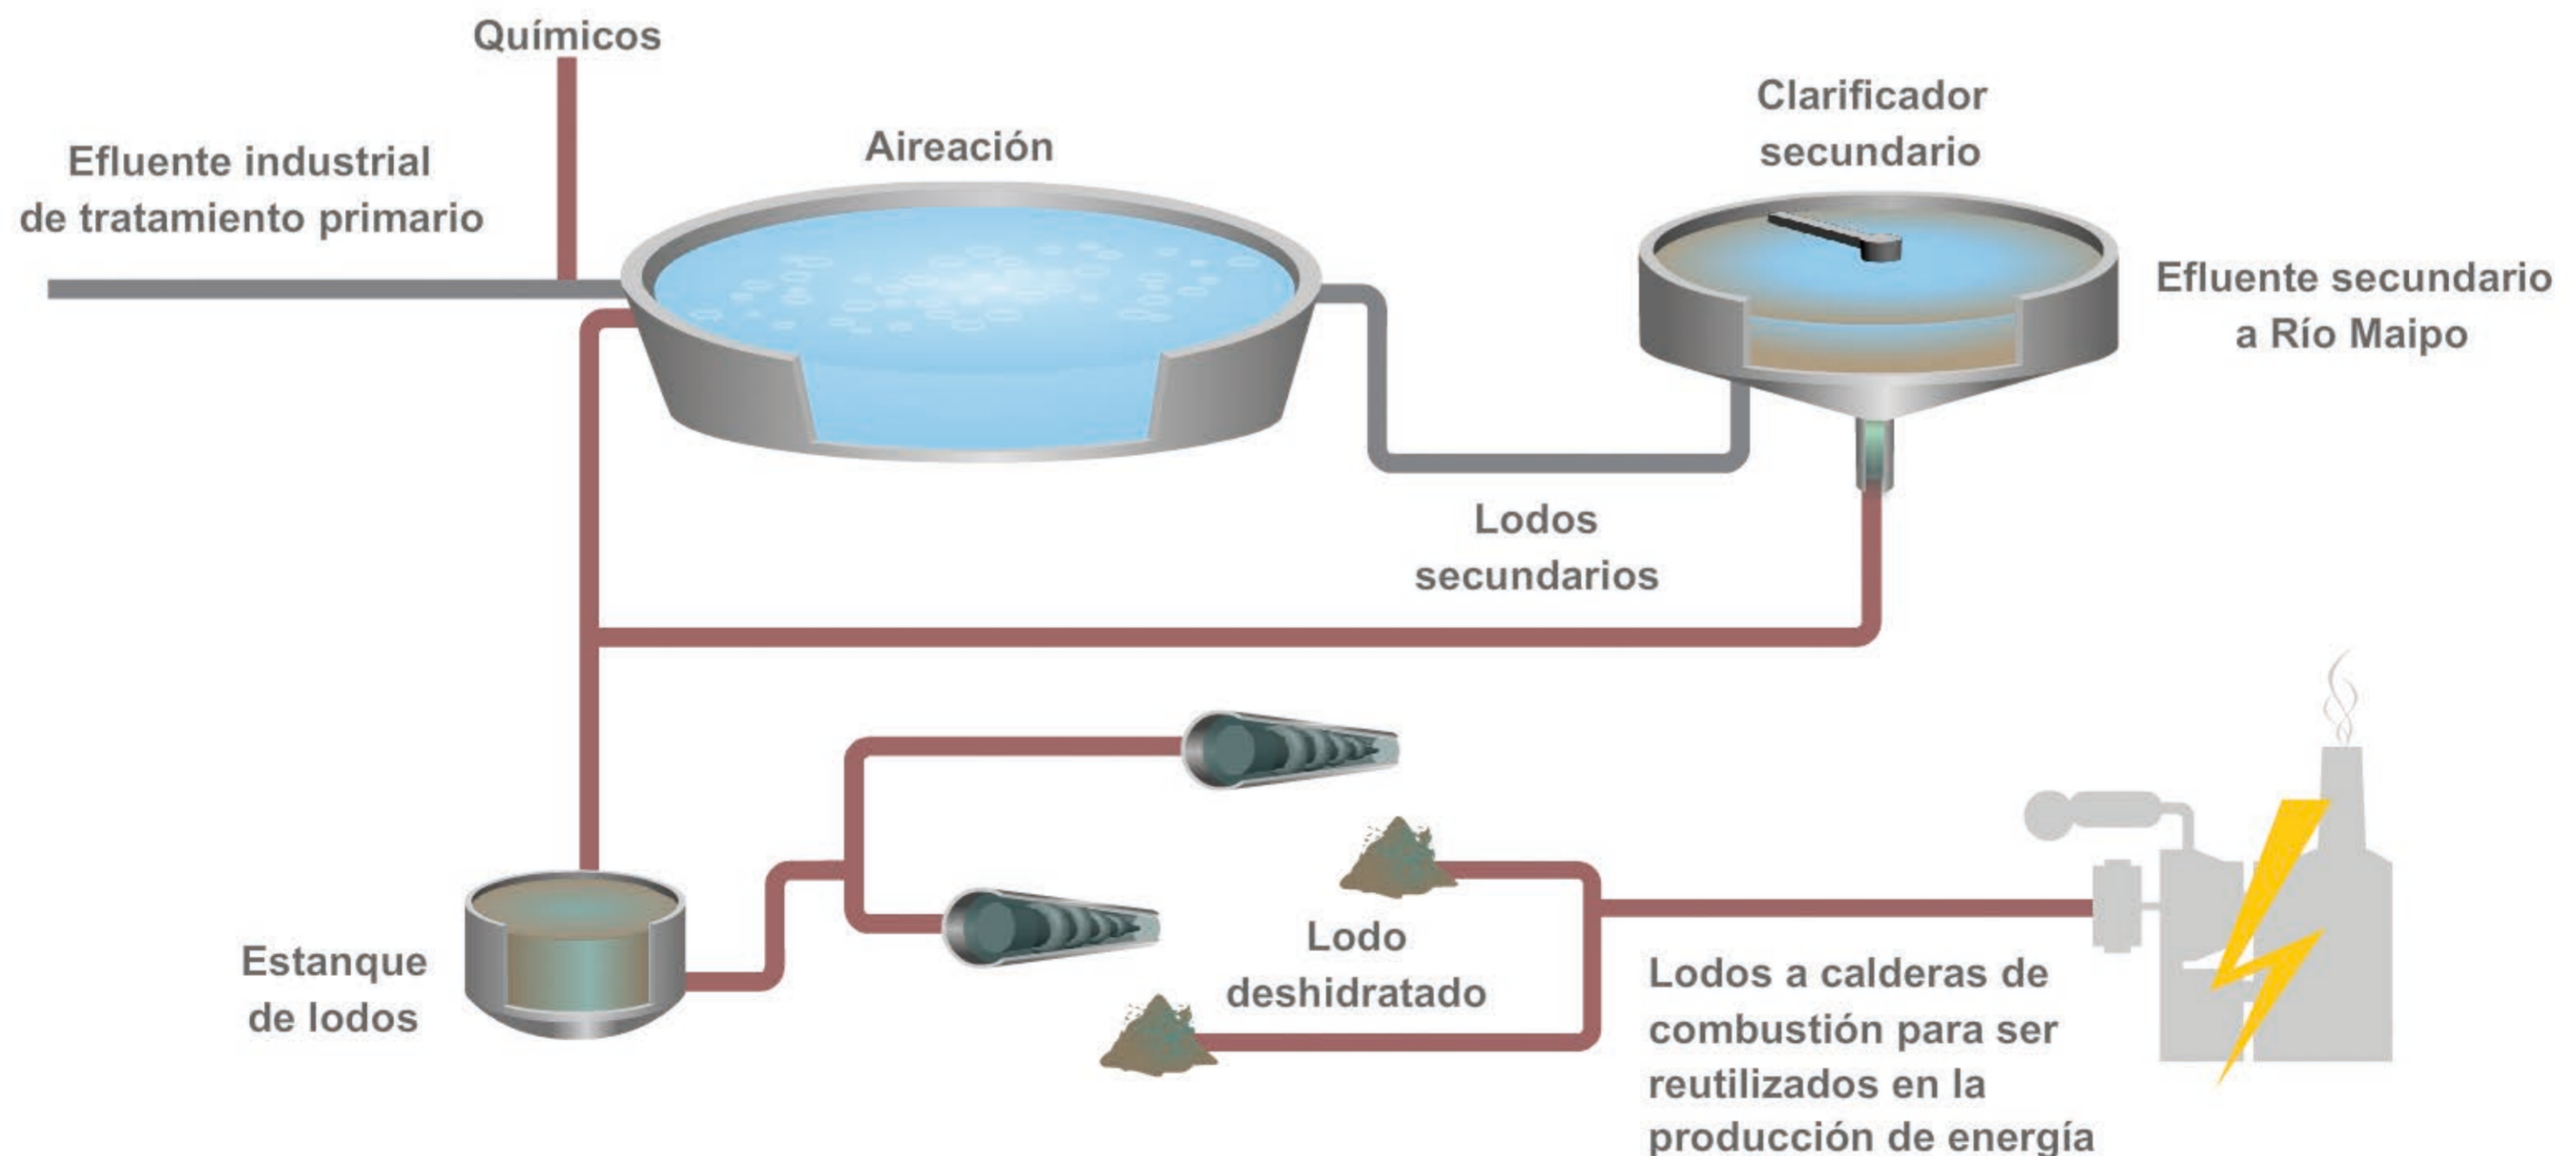 Químicos
Efluente industrial
de tratamiento primario
Aireación
Clarificador
secundario
Efluente secundario
a Río Maipo
Lodos
secundarios
Estanque
de lodos
Lodo
deshidratado
Lodos a calderas de
combustión para ser
reutilizados en la
producción de energía